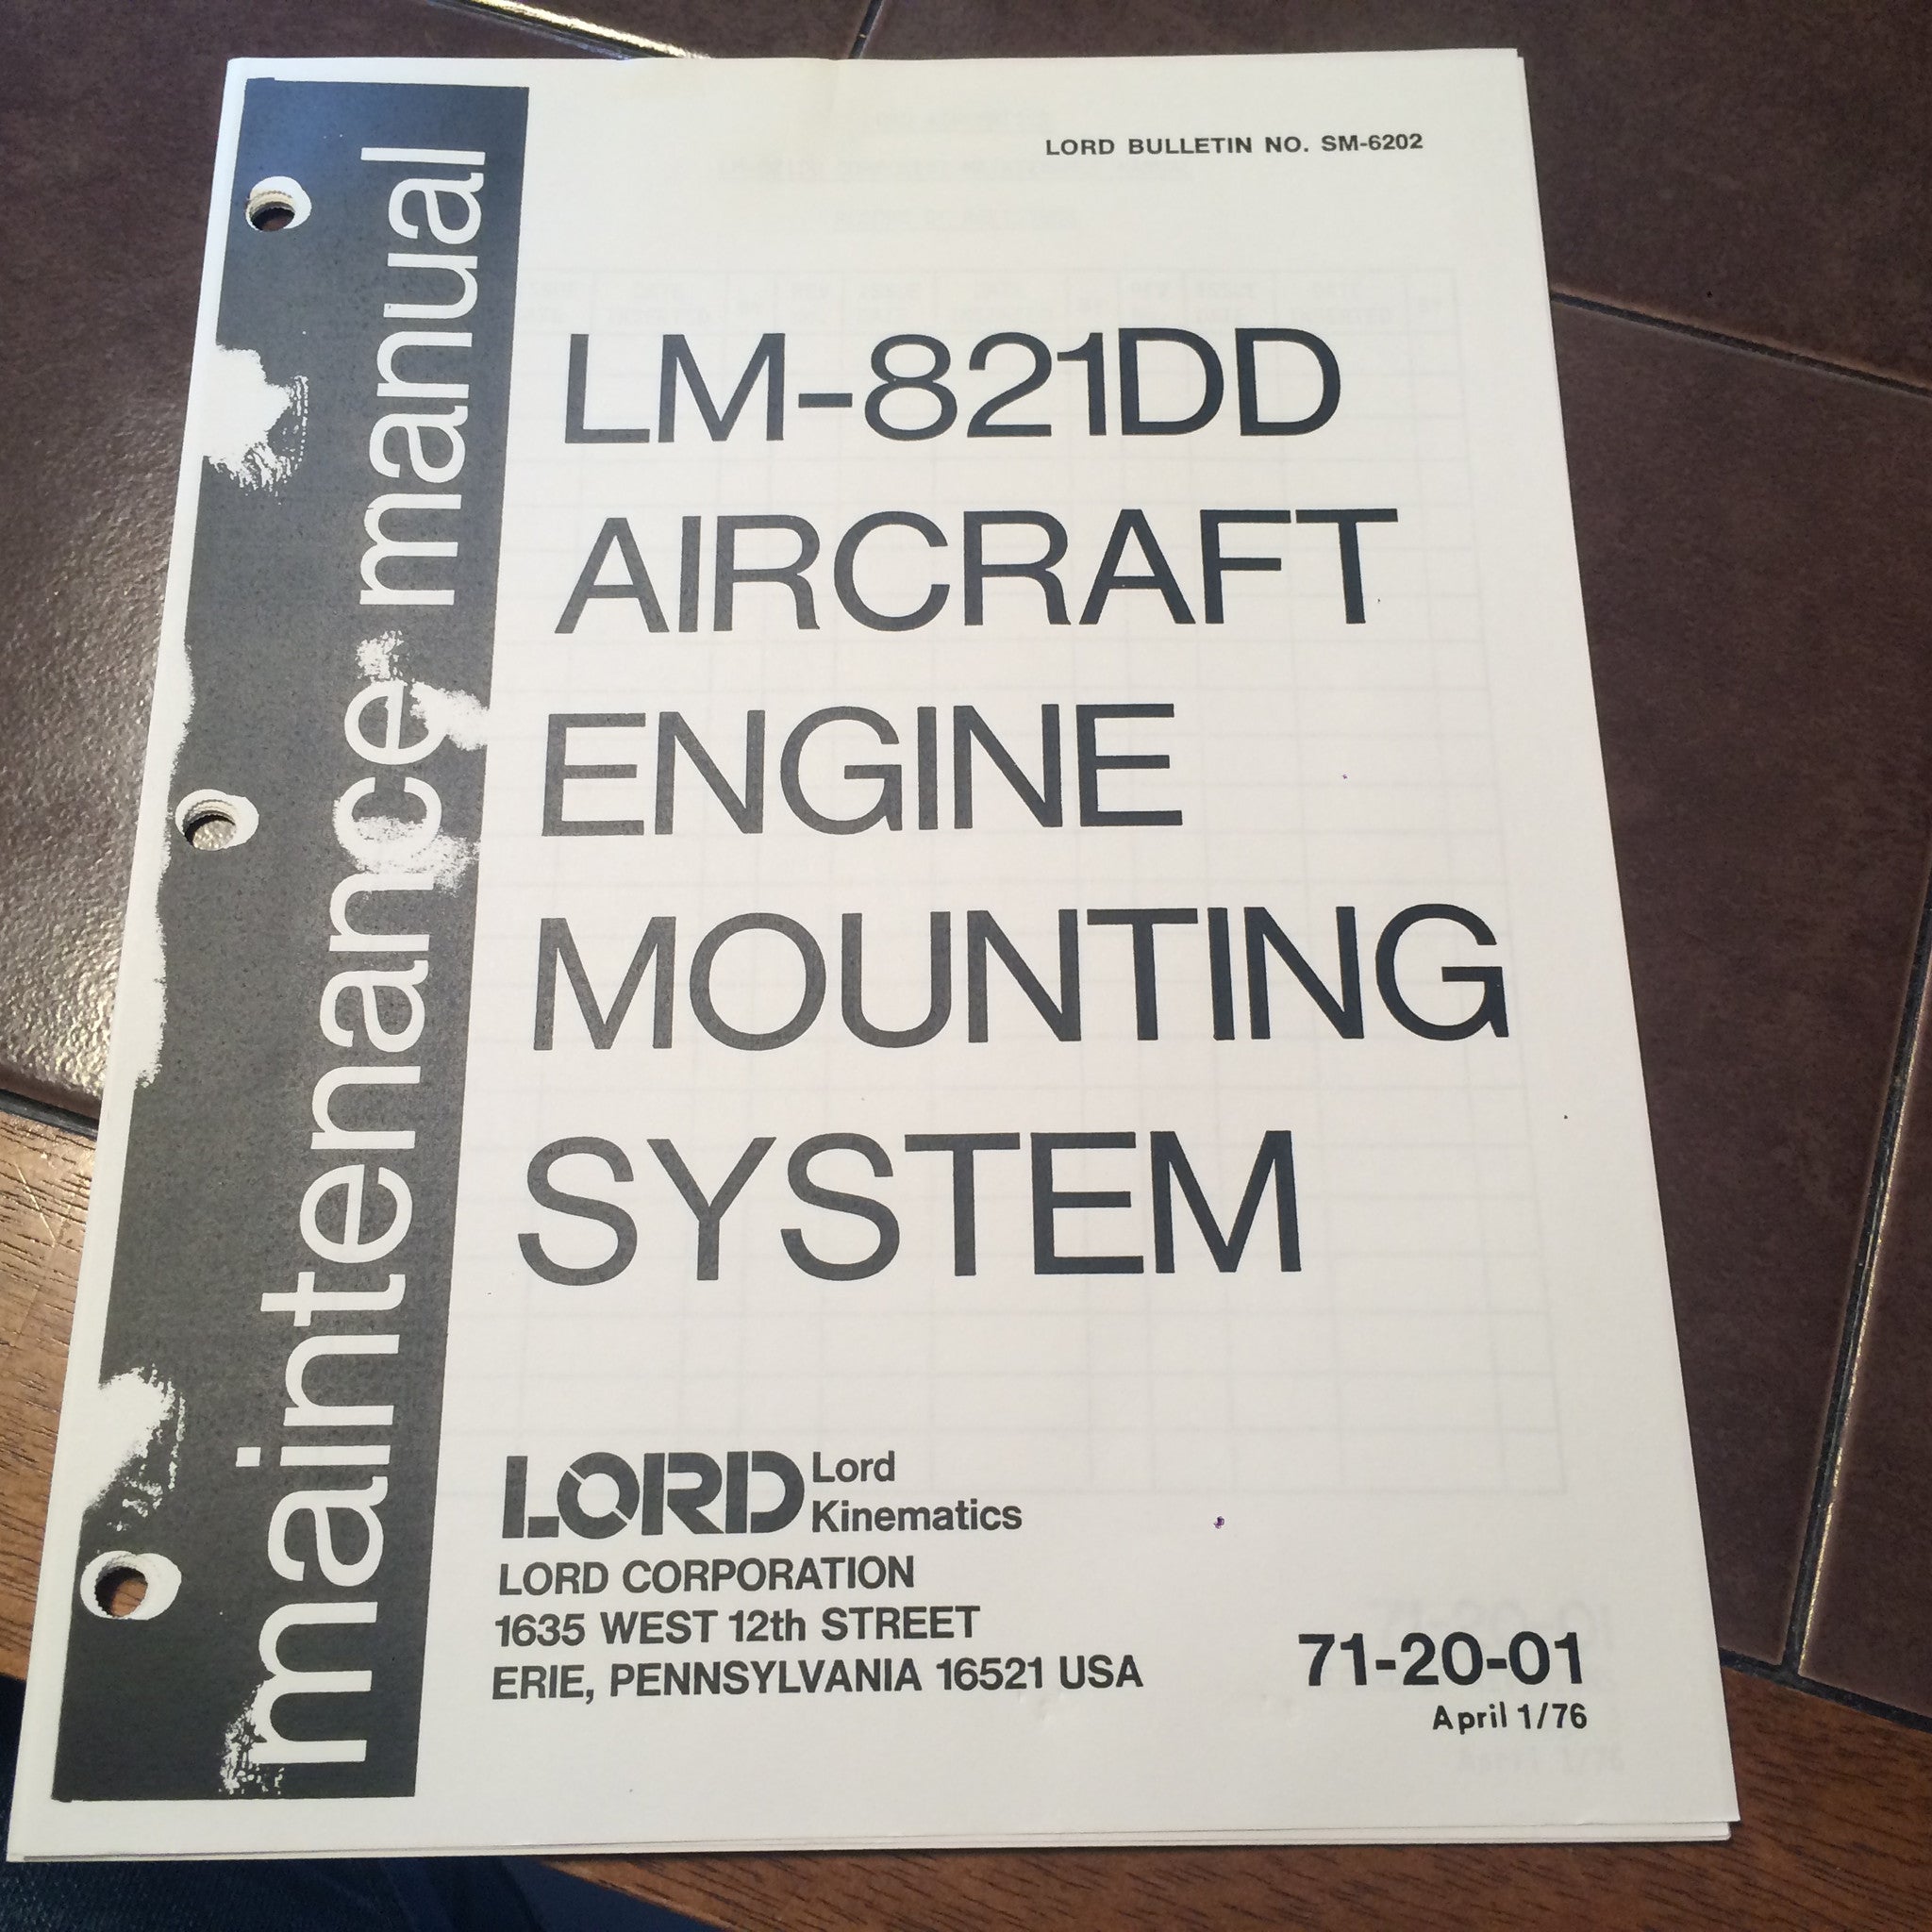 maintenance manual
LORD BULLETIN NO. SM-6202
LM-821DD
AIRCRAFT
ENGINE
MOUNTING
SYSTEM
LORD Lord
Kinematics
LORD CORPORATION
1635 WEST 12th STREET
ERIE, PENNSYLVANIA 16521 USA
71-20-01
April 1/76